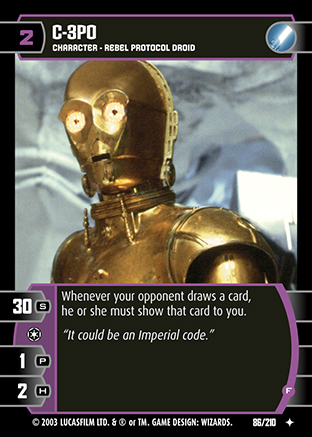 2 C-3PO
CHARACTER - REBEL PROTOCOL DROID
30 S
Whenever your opponent draws a card,
he or she must show that card to you.
“It could be an Imperial code.”
1 P
2 H
F
© 2003 LUCASFILM LTD. & ® or TM. GAME DESIGN: WIZARDS. 86/210